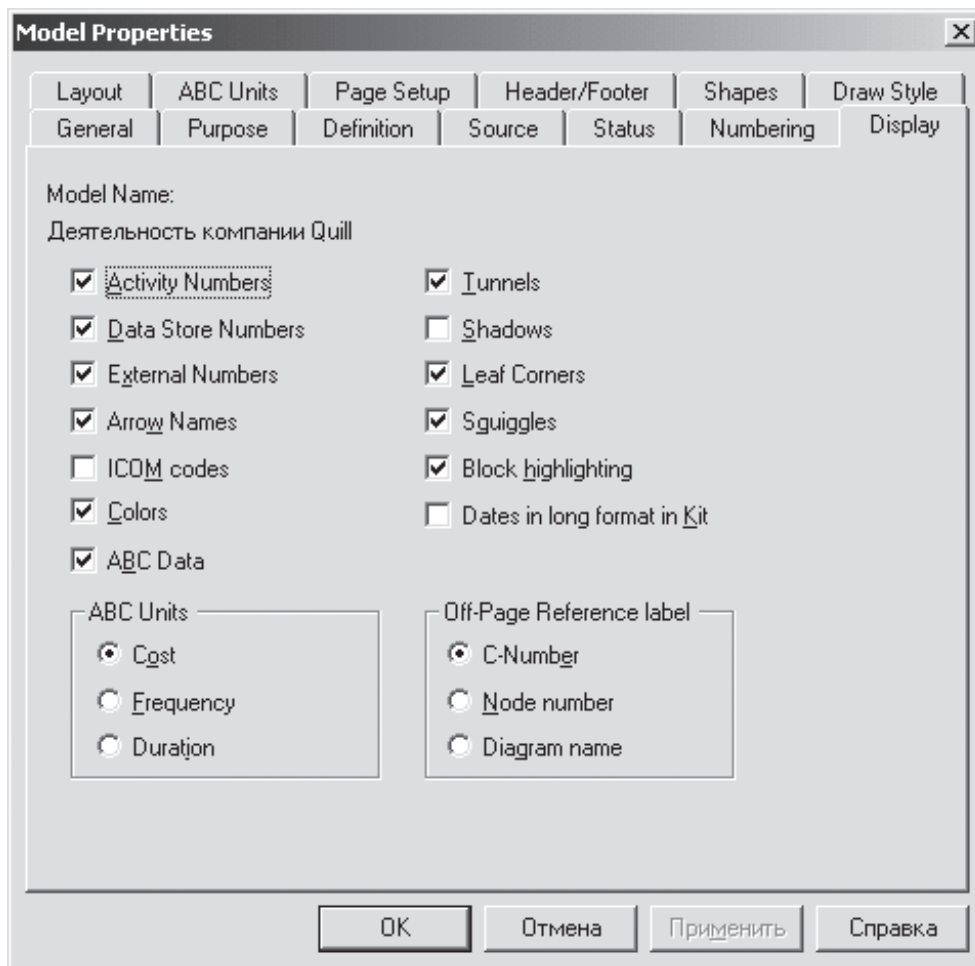 Model Properties
Layout ABC Units Page Setup Header/Footer Shapes Draw Style
General Purpose Definition Source Status Numbering Display
Model Name:
Деятельность компании Quill
Activity Numbers
Data Store Numbers
External Numbers
Arrow Names
ICOM codes
Colors
ABC Data
Tunnels
Shadows
Leaf Corners
Sguiggles
Block highlighting
Dates in long format in Kit
ABC Units
Cost
Frequency
Duration
Off-Page Reference label
C-Number
Node number
Diagram name
OK Отмена Применить Справка